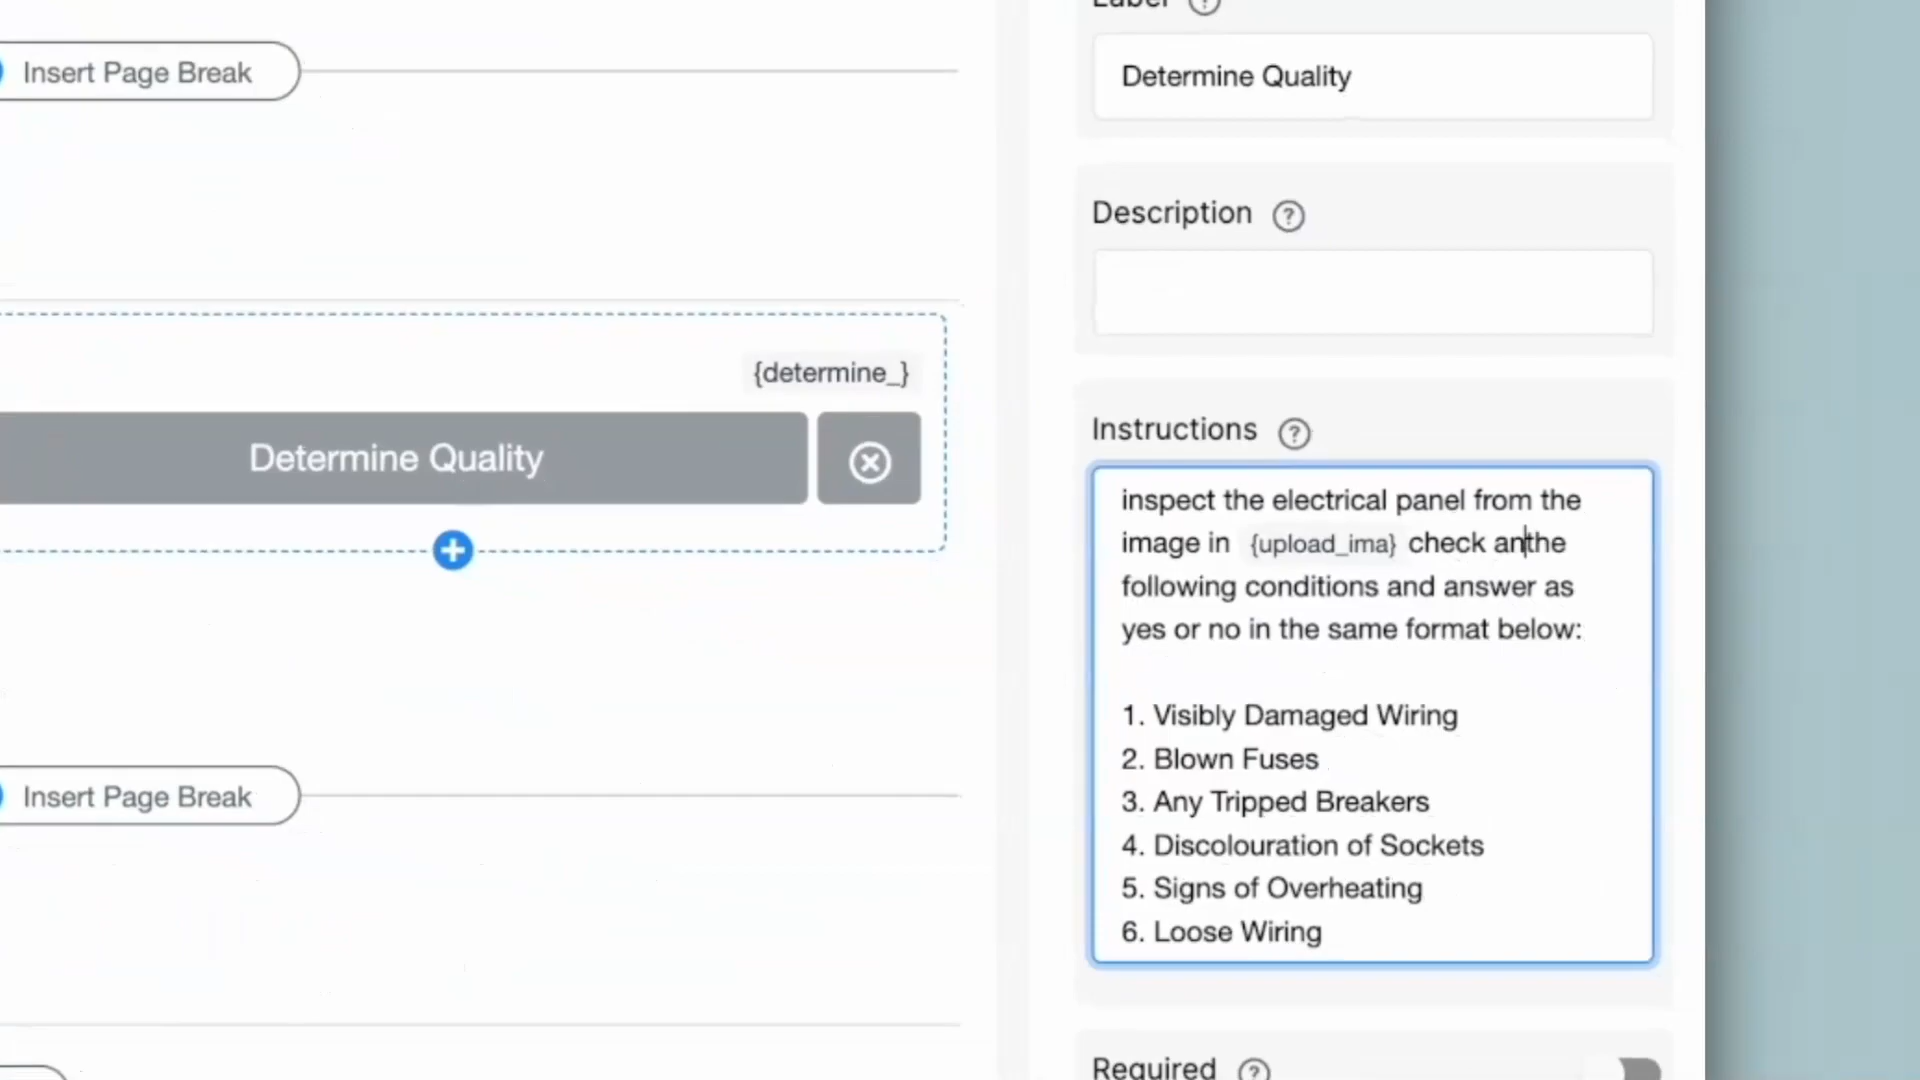 Label ?
Insert Page Break
Determine Quality
Description ?
{determine_}
Determine Quality
Instructions ?
inspect the electrical panel from the
image in {upload_ima} check anthe
following conditions and answer as
yes or no in the same format below:
1. Visibly Damaged Wiring
2. Blown Fuses
3. Any Tripped Breakers
4. Discolouration of Sockets
5. Signs of Overheating
6. Loose Wiring
Insert Page Break
Required ?